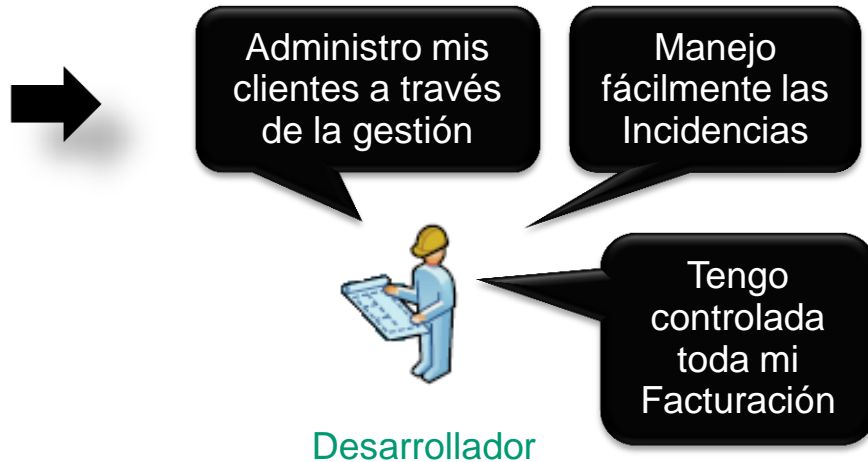 Administro mis
clientes a través
de la gestión
Manejo
fácilmente las
Incidencias
Tengo
controlada
toda mi
Facturación
Desarrollador